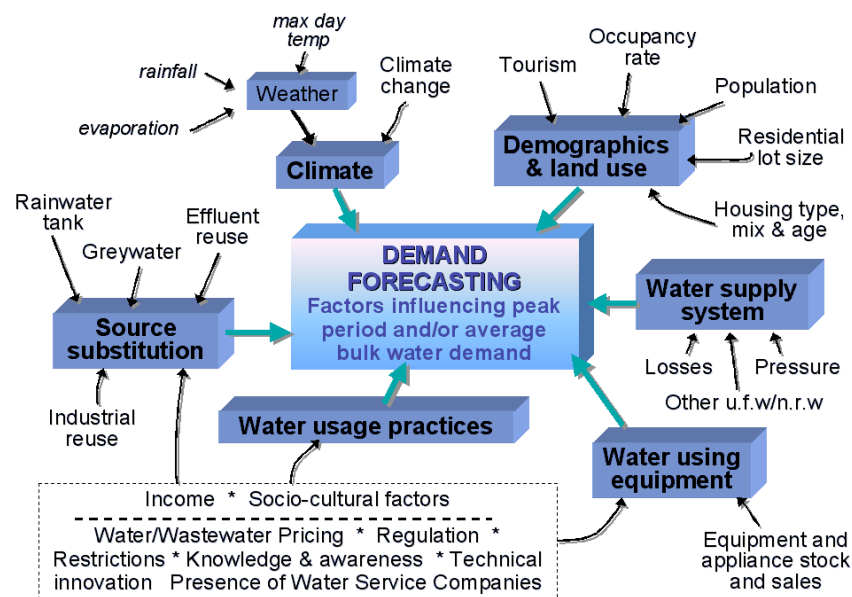 max day
temp
rainfall
Weather
evaporation
Climate
change
Climate
Tourism
Occupancy
rate
Population
Demographics
& land use
Residential
lot size
Housing type,
mix & age
Rainwater
tank
Greywater
Effluent
reuse
Source
substitution
Industrial
reuse
DEMAND
FORECASTING
Factors influencing peak
period and/or average
bulk water demand
Water supply
system
Losses
Pressure
Other u.f.w/n.r.w
Water usage practices
Water using
equipment
Equipment and
appliance stock
and sales
Income * Socio-cultural factors
Water/Wastewater Pricing * Regulation *
Restrictions * Knowledge & awareness * Technical
innovation Presence of Water Service Companies